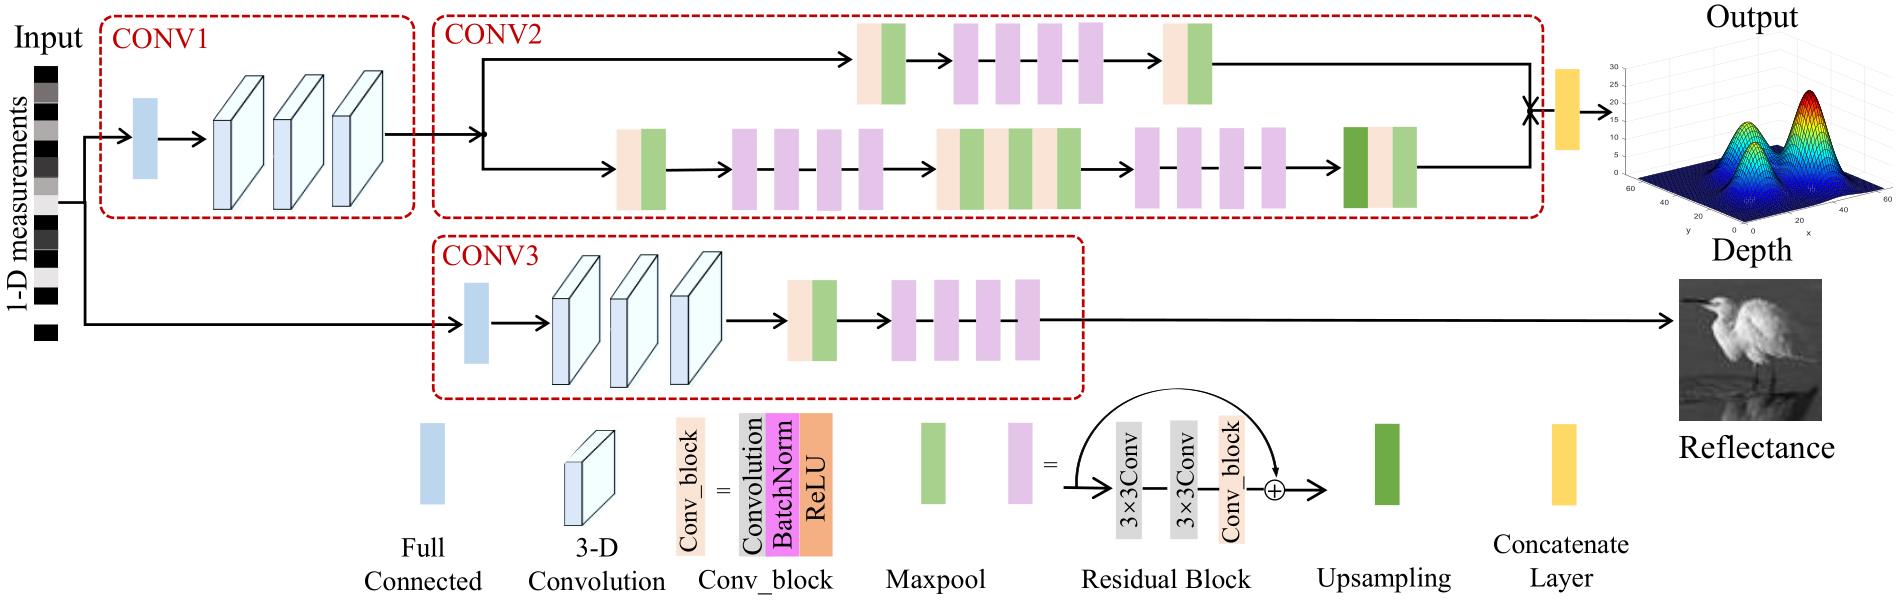 Input
1-D measurements
CONV1
CONV2
Output
30
25
20
15
10
5
0
60
40
20
0
y
0
20
40
60
x
Depth
CONV3
Reflectance
Full
Connected
3-D
Convolution
Conv_block
=
Convolution
BatchNorm
ReLU
Conv_block
Maxpool
=
3×3Conv
3×3Conv
Conv_block
+
Residual Block
Upsampling
Concatenate
Layer